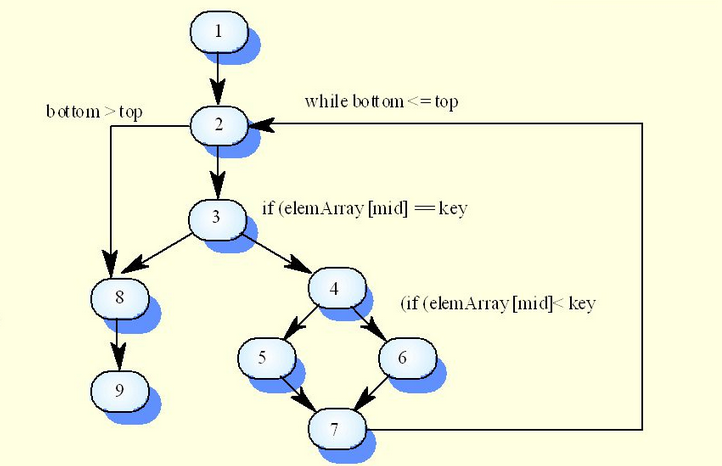 1
while bottom <= top
bottom > top
2
if (elemArray [mid] == key
3
4
8
(if (elemArray [mid]< key
5
6
9
7